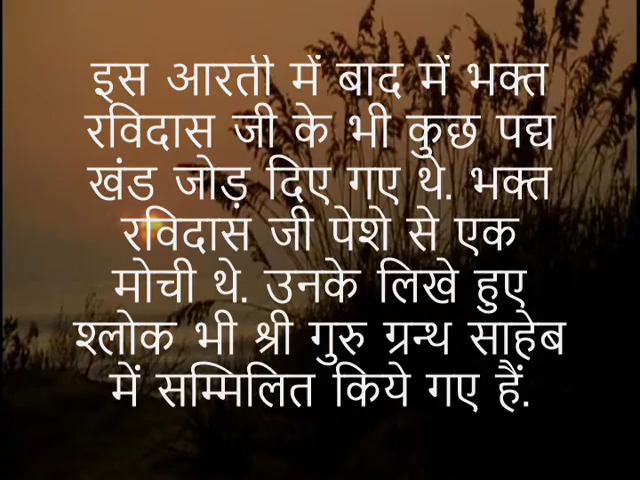 इस आरती में बाद में भक्त
रविदास जी के भी कुछ पद्य
खंड जोड़ दिए गए थे. भक्त
रविदास जी पेशे से एक
मोची थे. उनके लिखे हुए
श्लोक भी श्री गुरु ग्रन्थ साहेब
में सम्मिलित किये गए हैं.